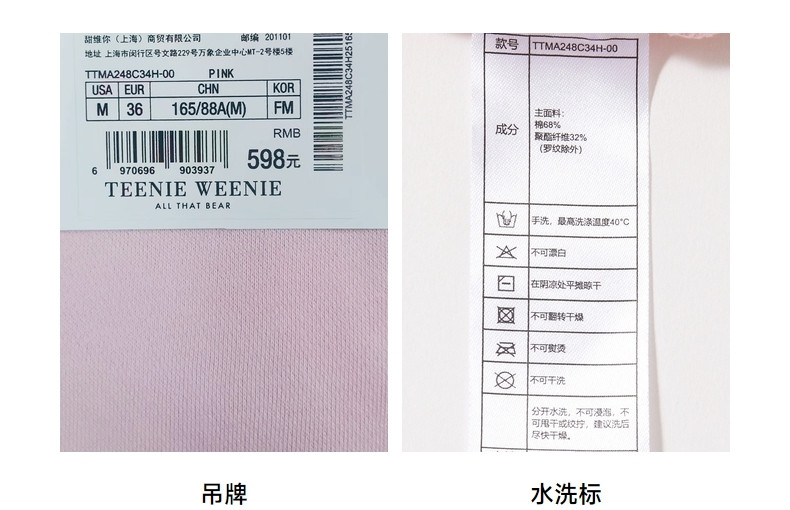 甜维你（上海）商贸有限公司 邮编 201101
地址 上海市闵行区号文路229号万象企业中心MT-2号楼5楼
TTMA248C34H-00 PINK
USA EUR CHN KOR
M 36 165/88A(M) FM
RMB
598元
6 970696 903937
TEENIE WEENIE
ALL THAT BEAR
TTMA248C34H25165
款号 TTMA248C34H-00
成分
主面料：
棉68%
聚酯纤维32%
（罗纹除外）
手洗，最高洗涤温度40°C
不可漂白
在阴凉处平摊晾干
不可翻转干燥
不可熨烫
不可干洗
分开水洗，不可浸泡，不
可甩干或绞拧，建议洗后
尽快干燥。
吊牌
水洗标